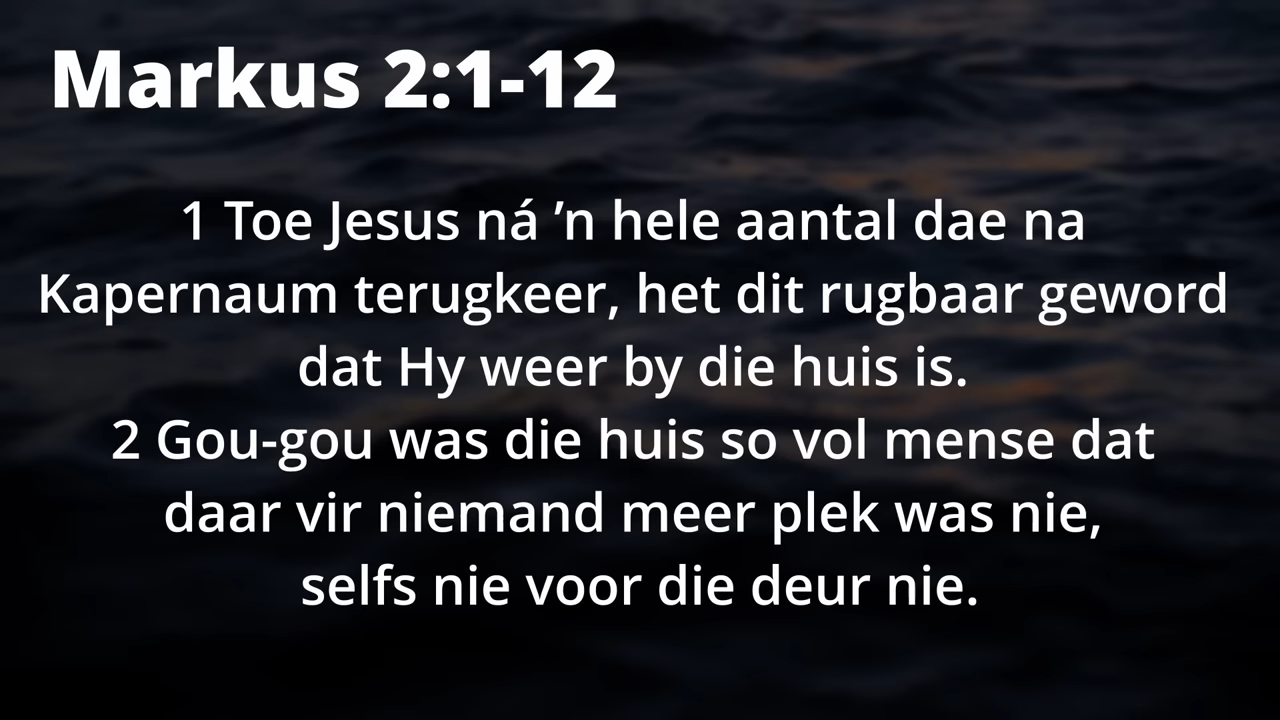 Markus 2:1-12
1 Toe Jesus ná ’n hele aantal dae na
Kapernaum terugkeer, het dit rugbaar geword
dat Hy weer by die huis is.
2 Gou-gou was die huis so vol mense dat
daar vir niemand meer plek was nie,
selfs nie voor die deur nie.